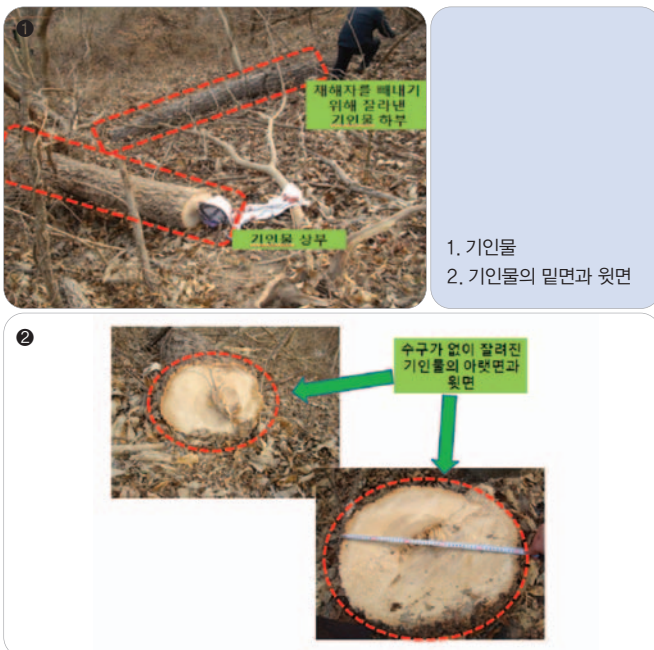 ❶
재해자를 빼내기
위해 잘라낸
기인물 하부
기인물 상부
1. 기인물
2. 기인물의 밑면과 윗면
❷
수구가 없이 잘려진
기인물의 아랫면과
윗면